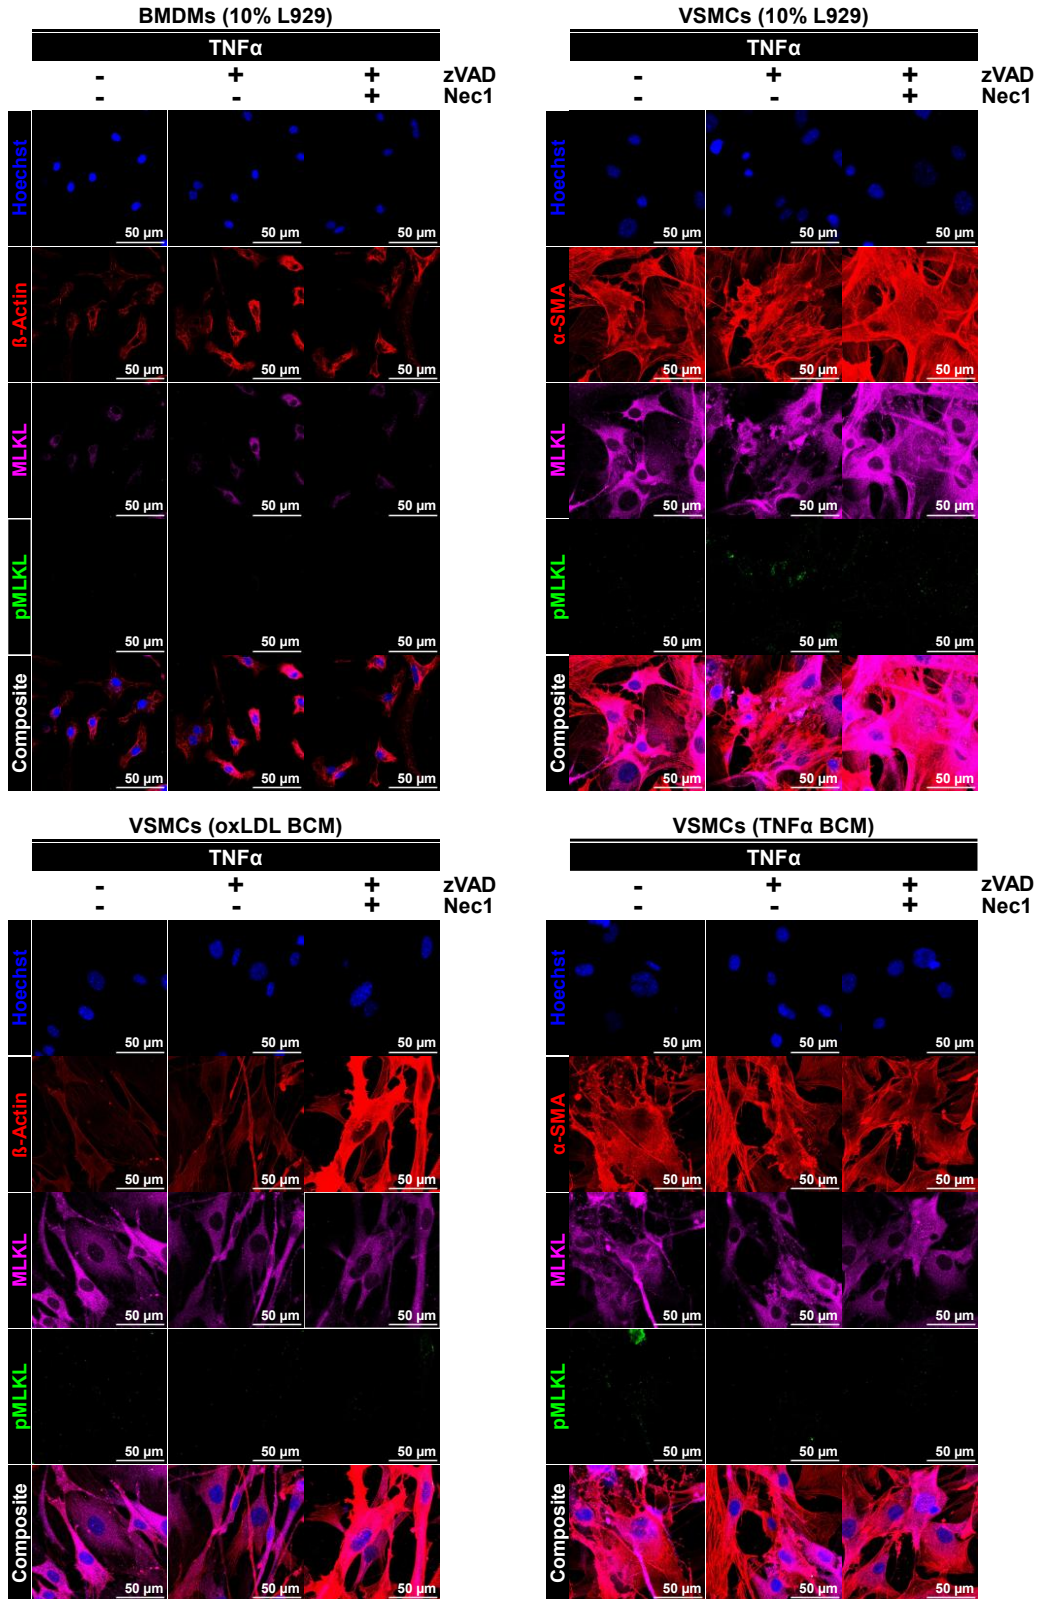 BMDMs (10% L929)
TNFα
- + + zVAD
- - + Nec1
Hoechst
50 µm 50 µm 50 µm
ß-Actin
50 µm 50 µm 50 µm
MLKL
50 µm 50 µm 50 µm
pMLKL
50 µm 50 µm 50 µm
Composite
50 µm 50 µm 50 µm
VSMCs (10% L929)
TNFα
- + + zVAD
- - + Nec1
Hoechst
50 µm 50 µm 50 µm
α-SMA
50 µm 50 µm 50 µm
MLKL
50 µm 50 µm 50 µm
pMLKL
50 µm 50 µm 50 µm
Composite
50 µm 50 µm 50 µm
VSMCs (oxLDL BCM)
TNFα
- + + zVAD
- - + Nec1
Hoechst
50 µm 50 µm 50 µm
ß-Actin
50 µm 50 µm 50 µm
MLKL
50 µm 50 µm 50 µm
pMLKL
50 µm 50 µm 50 µm
Composite
50 µm 50 µm 50 µm
VSMCs (TNFα BCM)
TNFα
- + + zVAD
- - + Nec1
Hoechst
50 µm 50 µm 50 µm
α-SMA
50 µm 50 µm 50 µm
MLKL
50 µm 50 µm 50 µm
pMLKL
50 µm 50 µm 50 µm
Composite
50 µm 50 µm 50 µm